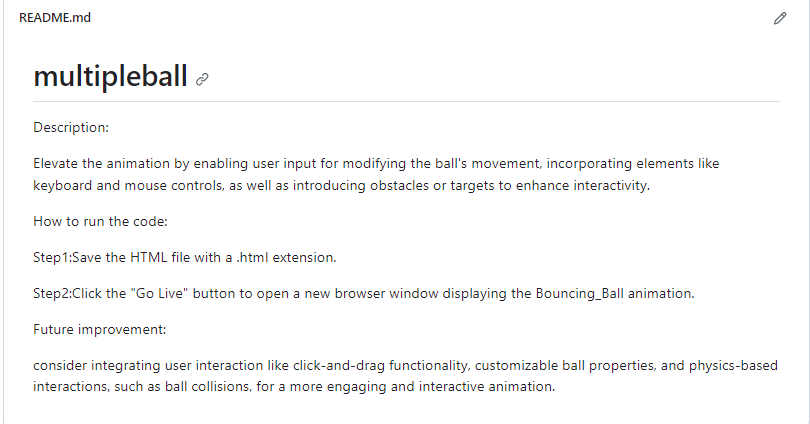 README.md
multipleball
Description:
Elevate the animation by enabling user input for modifying the ball's movement, incorporating elements like
keyboard and mouse controls, as well as introducing obstacles or targets to enhance interactivity.
How to run the code:
Step1:Save the HTML file with a .html extension.
Step2:Click the "Go Live" button to open a new browser window displaying the Bouncing_Ball animation.
Future improvement:
consider integrating user interaction like click-and-drag functionality, customizable ball properties, and physics-based
interactions, such as ball collisions, for a more engaging and interactive animation.